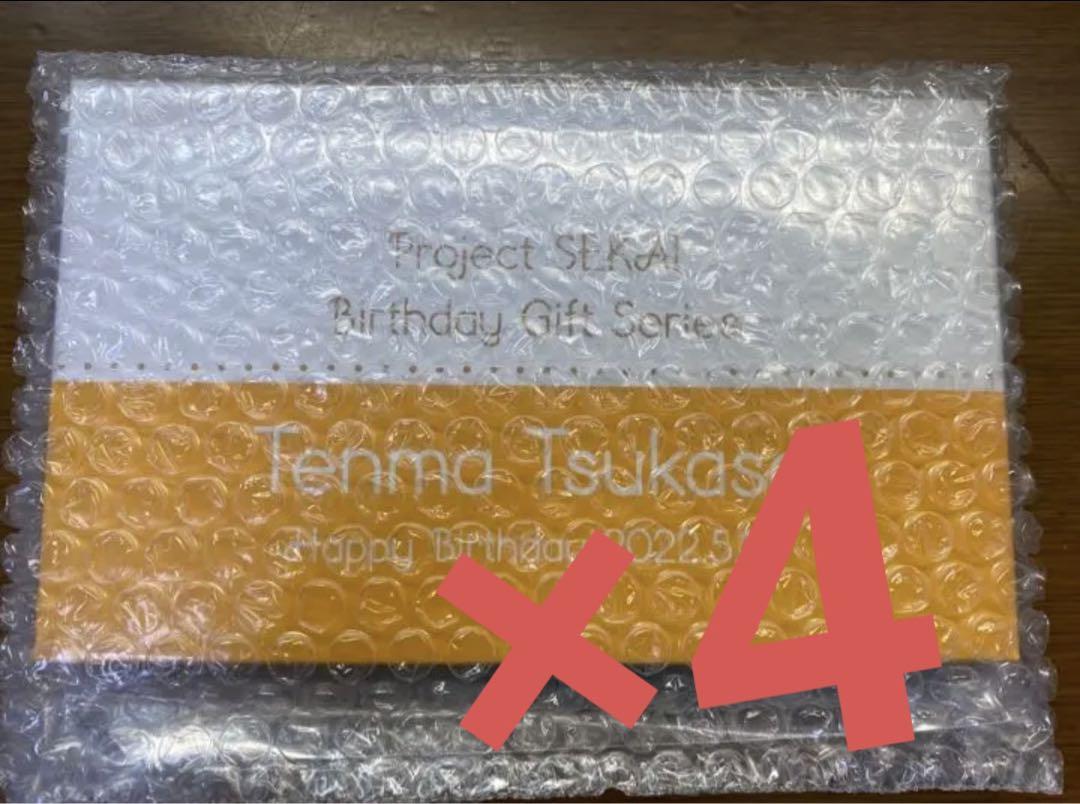 Project SEKAI
Birthday Gift Series
Tenma Tsukasa
Happy Birthday 2022.5
×4